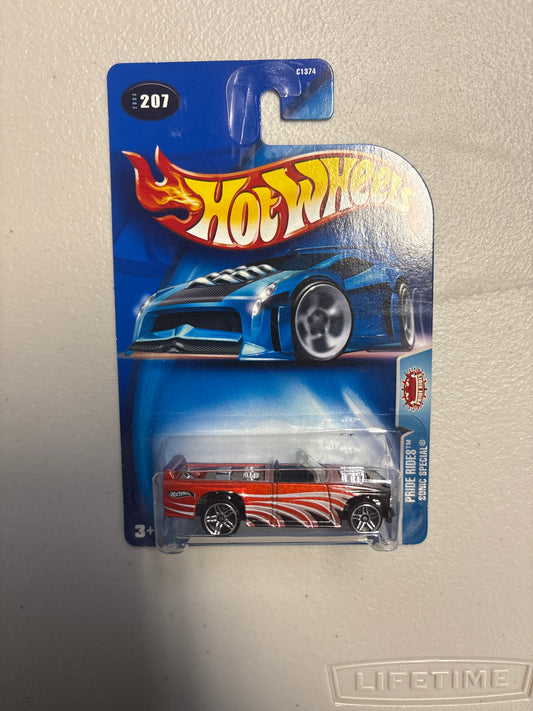 C1374
2003
207
HOT WHEELS
PRIDE RIDES™
SONIC SPECIAL®
3+
LIFETIME